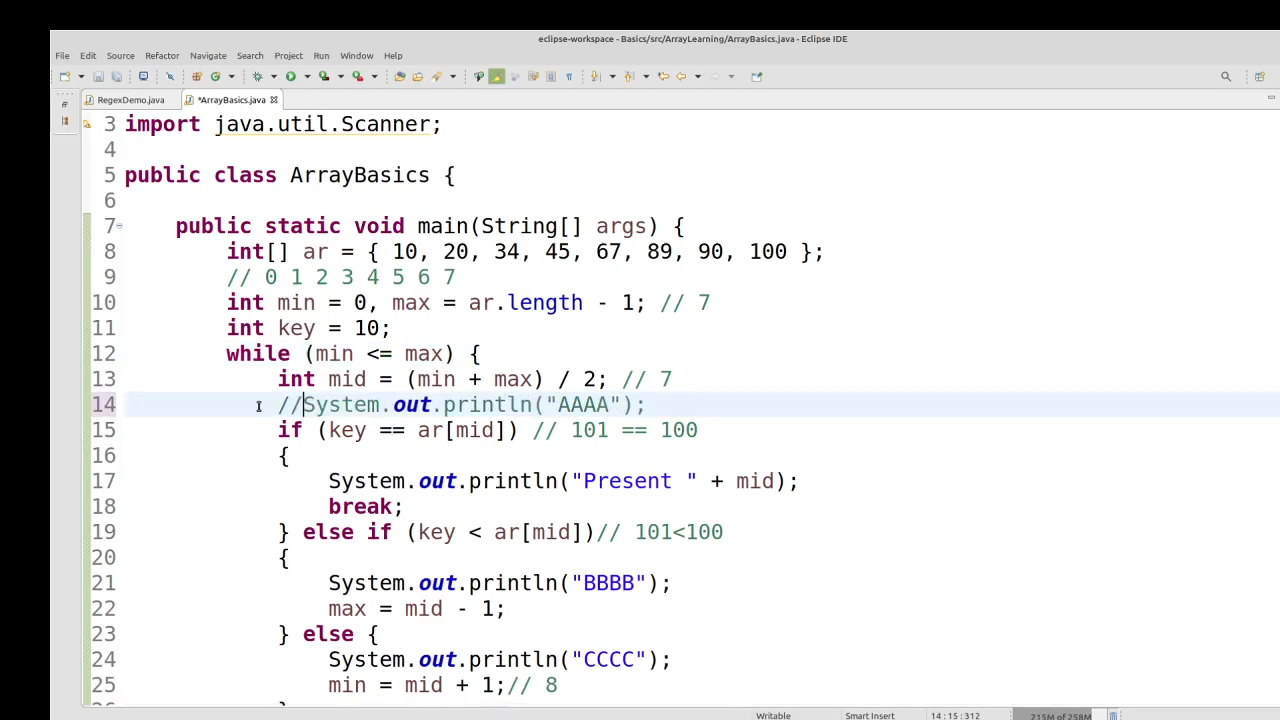 eclipse-workspace - Basics/src/ArrayLearning/ArrayBasics.java - Eclipse IDE
File Edit Source Refactor Navigate Search Project Run Window Help
RegexDemo.java *ArrayBasics.java
3 import java.util.Scanner;
4
5 public class ArrayBasics {
6
7 public static void main(String[] args) {
8 int[] ar = { 10, 20, 34, 45, 67, 89, 90, 100 };
9 // 0 1 2 3 4 5 6 7
10 int min = 0, max = ar.length - 1; // 7
11 int key = 10;
12 while (min <= max) {
13 int mid = (min + max) / 2; // 7
14 //System.out.println("AAAA");
15 if (key == ar[mid]) // 101 == 100
16 {
17 System.out.println("Present " + mid);
18 break;
19 } else if (key < ar[mid])// 101<100
20 {
21 System.out.println("BBBB");
22 max = mid - 1;
23 } else {
24 System.out.println("CCCC");
25 min = mid + 1;// 8
Writable Smart Insert 14 : 15 : 312 215M of 258M